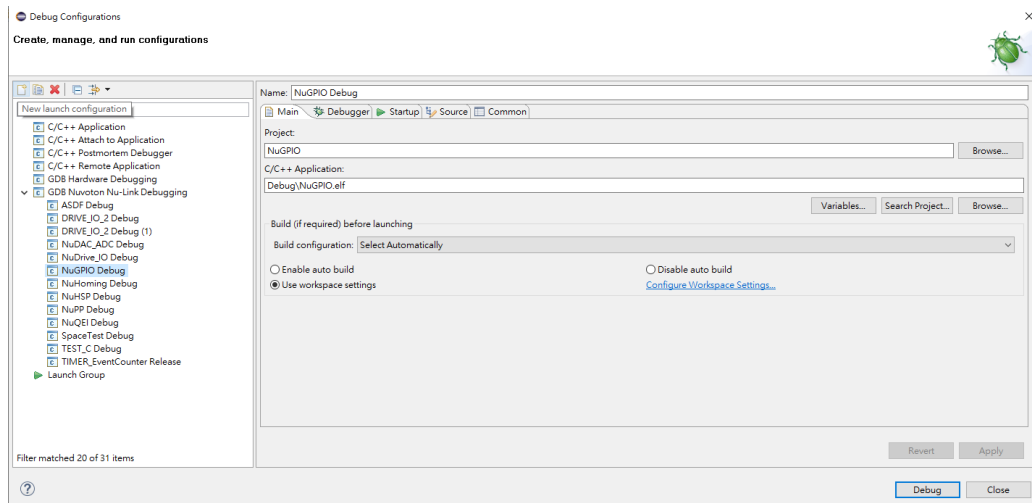 Debug Configurations
Create, manage, and run configurations
New launch configuration
C/C++ Application
C/C++ Attach to Application
C/C++ Postmortem Debugger
C/C++ Remote Application
GDB Hardware Debugging
GDB Nuvoton Nu-Link Debugging
ASDF Debug
DRIVE_IO_2 Debug
DRIVE_IO_2 Debug (1)
NuDAC_ADC Debug
NuDrive_IO Debug
NuGPIO Debug
NuHoming Debug
NuHSP Debug
NuPP Debug
NuQEI Debug
SpaceTest Debug
TEST_C Debug
TIMER_EventCounter Release
Launch Group
Filter matched 20 of 31 items
Name: NuGPIO Debug
Main Debugger Startup Source Common
Project:
NuGPIO Browse...
C/C++ Application:
Debug\NuGPIO.elf
Variables... Search Project... Browse...
Build (if required) before launching
Build configuration: Select Automatically
Enable auto build Disable auto build
Use workspace settings Configure Workspace Settings...
Revert Apply
Debug Close